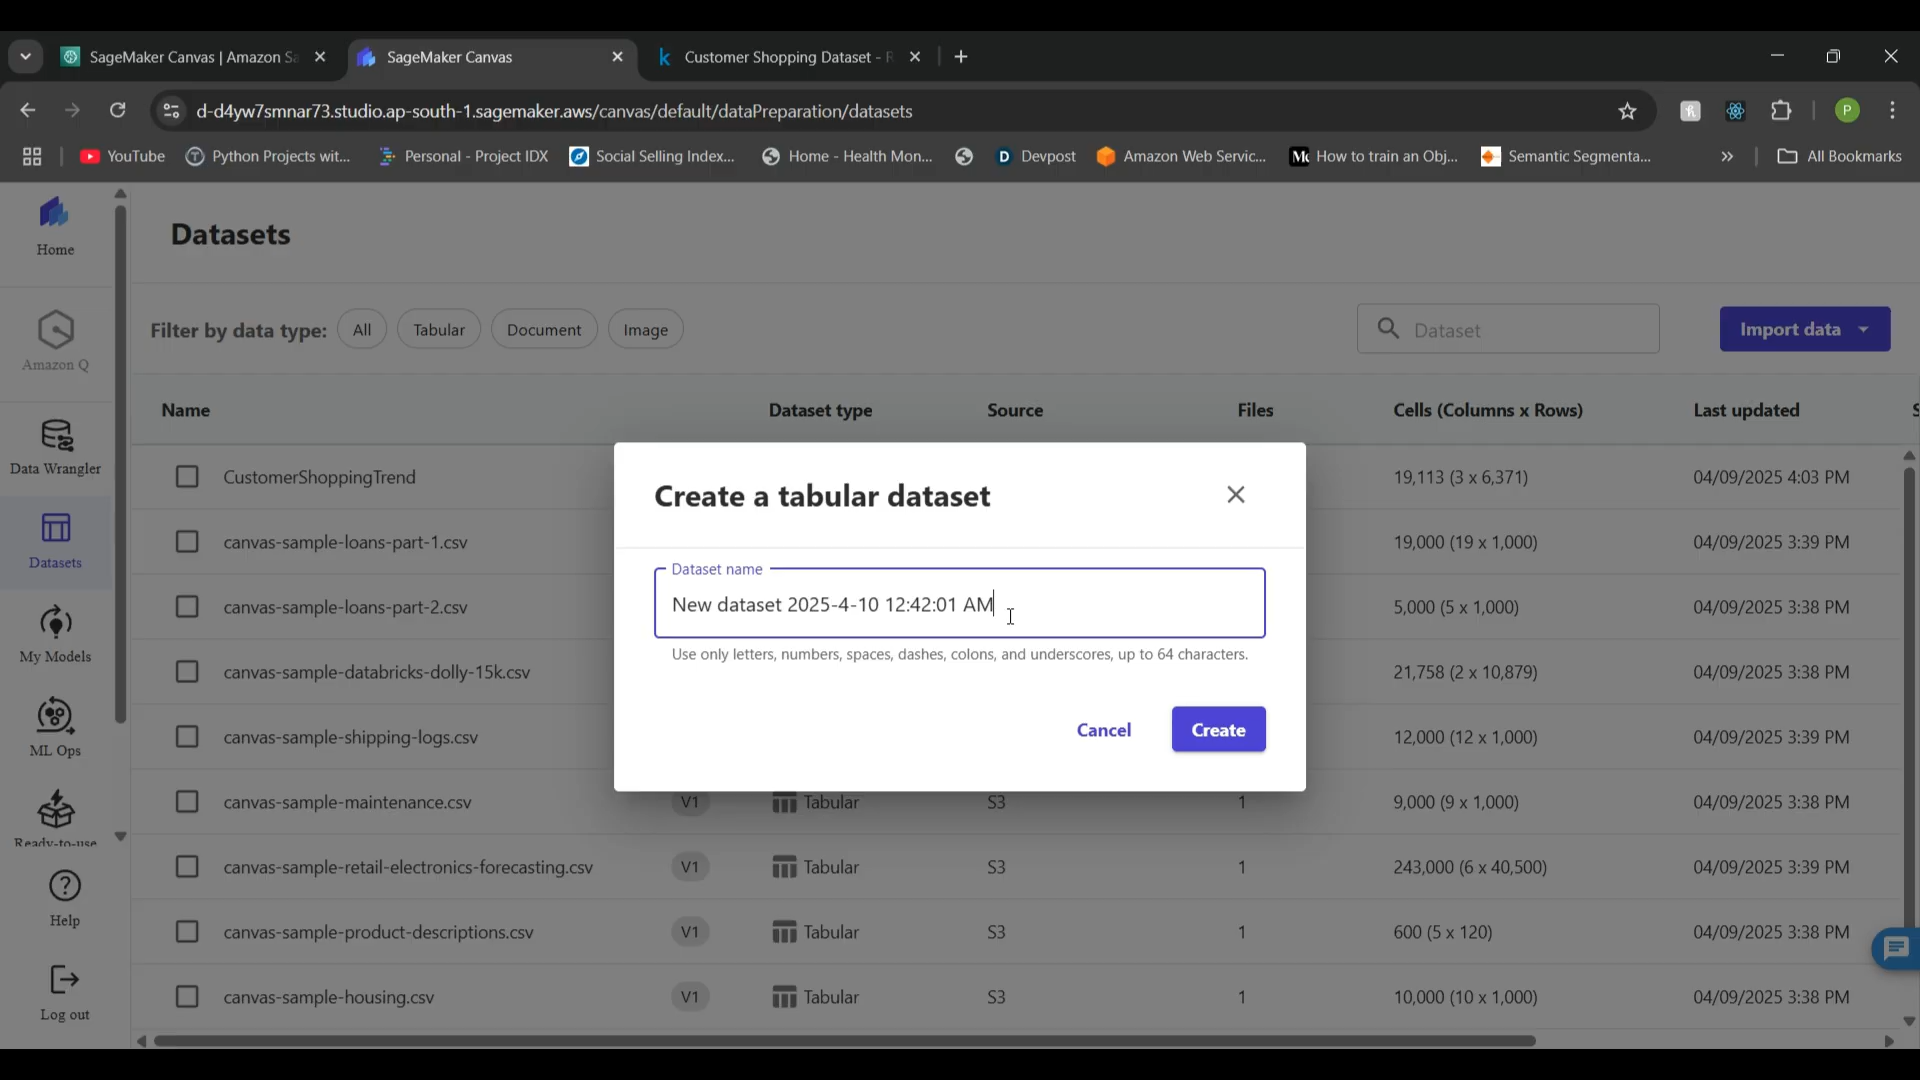 SageMaker Canvas | Amazon Sa
SageMaker Canvas
Customer Shopping Dataset - R
d-d4yw7smnar73.studio.ap-south-1.sagemaker.aws/canvas/default/dataPreparation/datasets
P
YouTube
Python Projects wit...
Personal - Project IDX
Social Selling Index...
Home - Health Mon...
Devpost
Amazon Web Servic...
How to train an Obj...
Semantic Segmenta...
All Bookmarks
Home
Amazon Q
Data Wrangler
Datasets
My Models
ML Ops
Ready-to-use
Help
Log out
Datasets
Filter by data type:
All
Tabular
Document
Image
Dataset
Import data
Name
Dataset type
Source
Files
Cells (Columns x Rows)
Last updated
S
CustomerShoppingTrend
19,113 (3 x 6,371)
04/09/2025 4:03 PM
canvas-sample-loans-part-1.csv
19,000 (19 x 1,000)
04/09/2025 3:39 PM
canvas-sample-loans-part-2.csv
5,000 (5 x 1,000)
04/09/2025 3:38 PM
canvas-sample-databricks-dolly-15k.csv
21,758 (2 x 10,879)
04/09/2025 3:38 PM
canvas-sample-shipping-logs.csv
12,000 (12 x 1,000)
04/09/2025 3:39 PM
canvas-sample-maintenance.csv
V1
Tabular
S3
1
9,000 (9 x 1,000)
04/09/2025 3:38 PM
canvas-sample-retail-electronics-forecasting.csv
V1
Tabular
S3
1
243,000 (6 x 40,500)
04/09/2025 3:39 PM
canvas-sample-product-descriptions.csv
V1
Tabular
S3
1
600 (5 x 120)
04/09/2025 3:38 PM
canvas-sample-housing.csv
V1
Tabular
S3
1
10,000 (10 x 1,000)
04/09/2025 3:38 PM
Create a tabular dataset
Dataset name
New dataset 2025-4-10 12:42:01 AM
Use only letters, numbers, spaces, dashes, colons, and underscores, up to 64 characters.
Cancel
Create